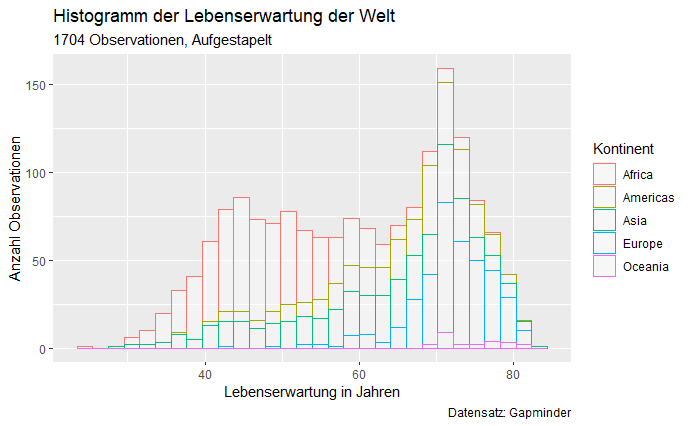 Histogramm der Lebenserwartung der Welt
1704 Observationen, Aufgestapelt
Anzahl Observationen
150
100
50
0
40
60
80
Lebenserwartung in Jahren
Kontinent
Africa
Americas
Asia
Europe
Oceania
Datensatz: Gapminder